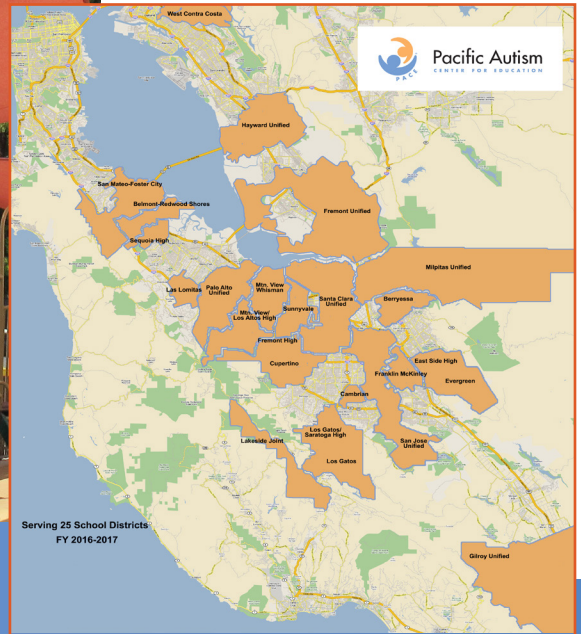 West Contra Costa
Pacific Autism
CENTER FOR EDUCATION
PACE
Hayward Unified
San Mateo-Foster City
Belmont-Redwood Shores
Fremont Unified
Sequoia High
Milpitas Unified
Las Lomitas
Palo Alto
Unified
Mtn. View
Whisman
Sunnyvale
Santa Clara
Unified
Berryessa
Mtn. View/
Los Altos High
Fremont High
Cupertino
East Side High
Franklin McKinley
Evergreen
Cambrian
Los Gatos/
Saratoga High
Lakeside Joint
San Jose
Unified
Los Gatos
Serving 25 School Districts
FY 2016-2017
Gilroy Unified